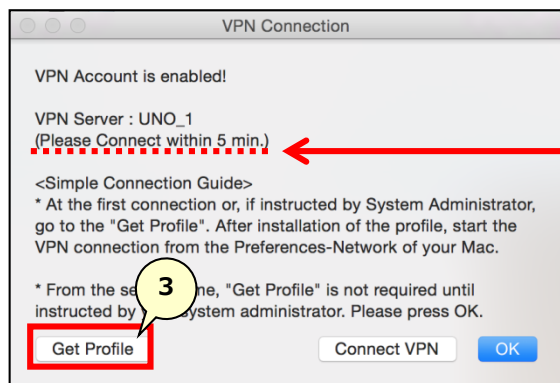 VPN Connection
VPN Account is enabled!
VPN Server : UNO_1
(Please Connect within 5 min.)
<Simple Connection Guide>
* At the first connection or, if instructed by System Administrator,
go to the "Get Profile". After installation of the profile, start the
VPN connection from the Preferences-Network of your Mac.
* From the se ne, "Get Profile" is not required until
instructed by system administrator. Please press OK.
3
Get Profile
Connect VPN
OK